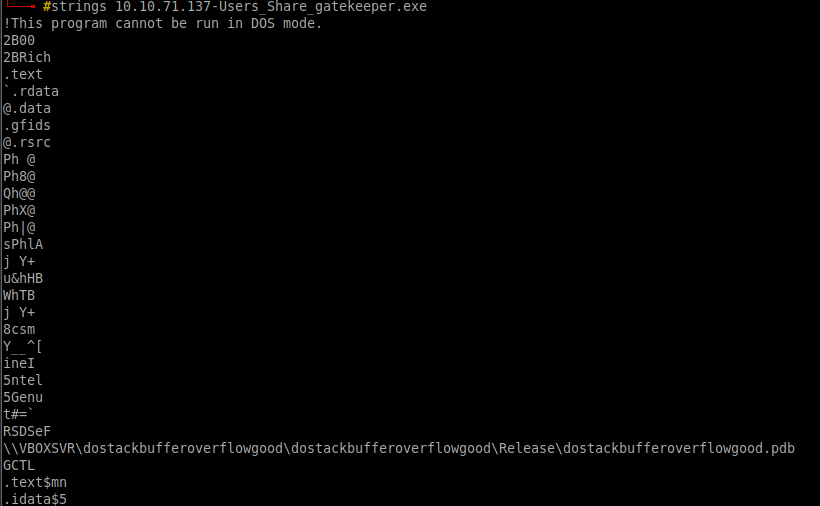 #strings 10.10.71.137-Users_Share_gatekeeper.exe
!This program cannot be run in DOS mode.
2B00
2BRich
.text
`.rdata
@.data
.gfids
@.rsrc
Ph @
Ph8@
Qh@@
PhX@
Ph|@
sPhlA
j Y+
u&hHB
WhTB
j Y+
8csm
Y__^[
ineI
5ntel
5Genu
t#=`
RSDSeF
\\VBOXSVR\dostackbufferoverflowgood\dostackbufferoverflowgood\Release\dostackbufferoverflowgood.pdb
GCTL
.text$mn
.idata$5